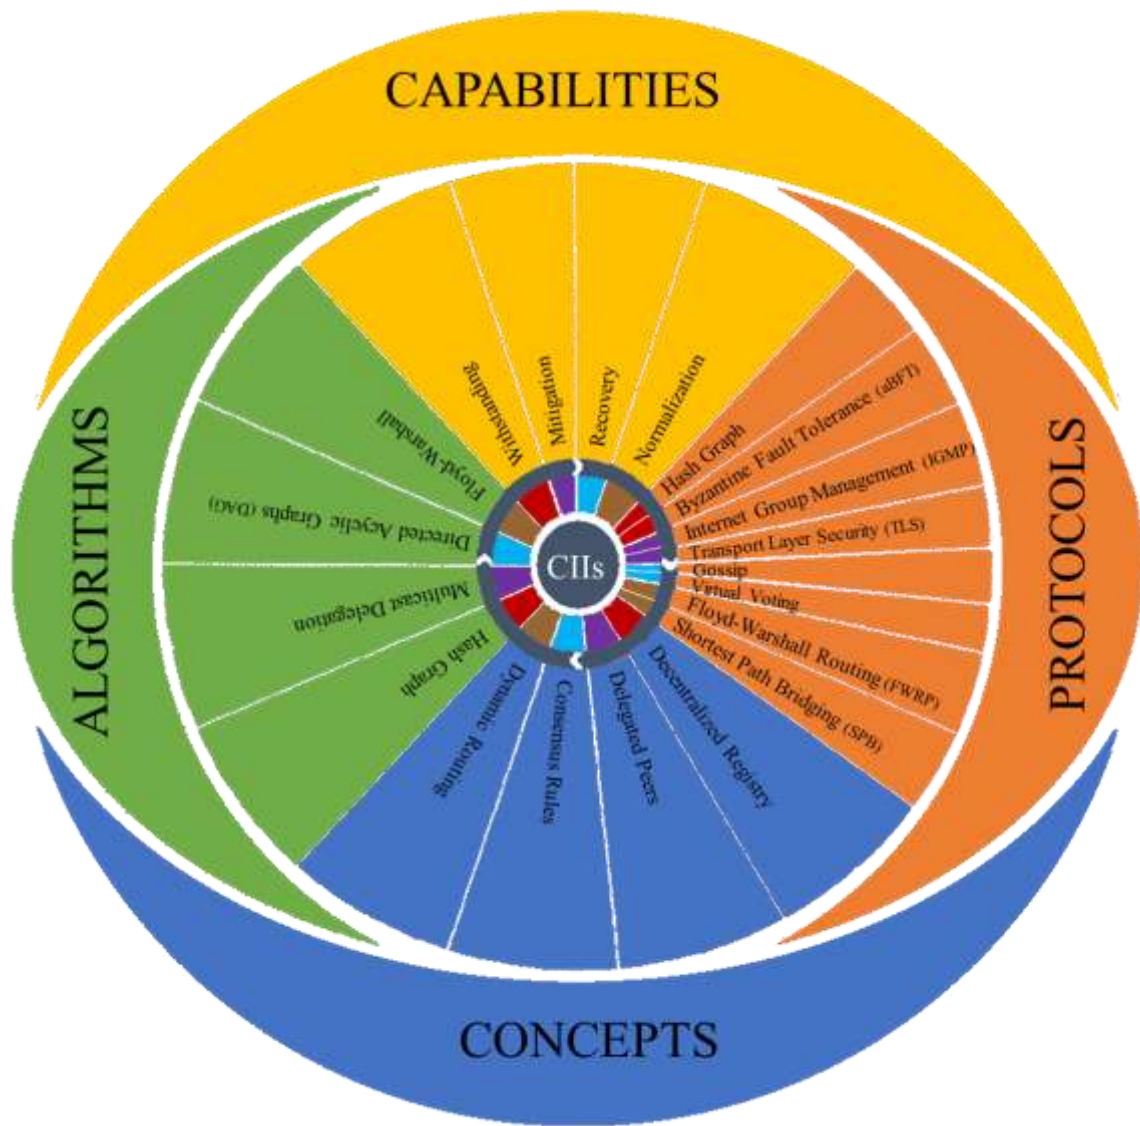 CAPABILITIES
Withstanding
Mitigation
Recovery
Normalization
PROTOCOLS
Hash Graph
Byzantine Fault Tolerance (aBFT)
Internet Group Management (IGMP)
Transport Layer Security (TLS)
Gossip
Virtual Voting
Floyd-Warshall Routing (FWRP)
Shortest Path Bridging (SPB)
CONCEPTS
Decentralized Registry
Delegated Peers
Consensus Rules
Dynamic Routing
ALGORITHMS
Hash Graph
Multicast Delegation
Directed Acyclic Graphs (DAG)
Floyd-Warshall
CIIs